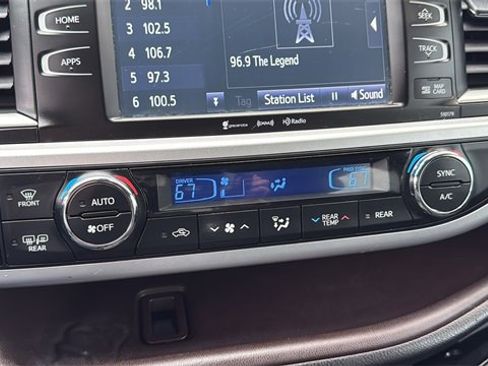 HOME
APPS
2 98.1
3 102.5
4 106.7
5 97.3
6 100.5
96.9 The Legend
Tag
Station List
Sound
HD Radio
SEEK
TRACK
MAP
CARD
FRONT
REAR
AUTO
OFF
DRIVER
67
67
REAR
TEMP
REAR
SYNC
A/C